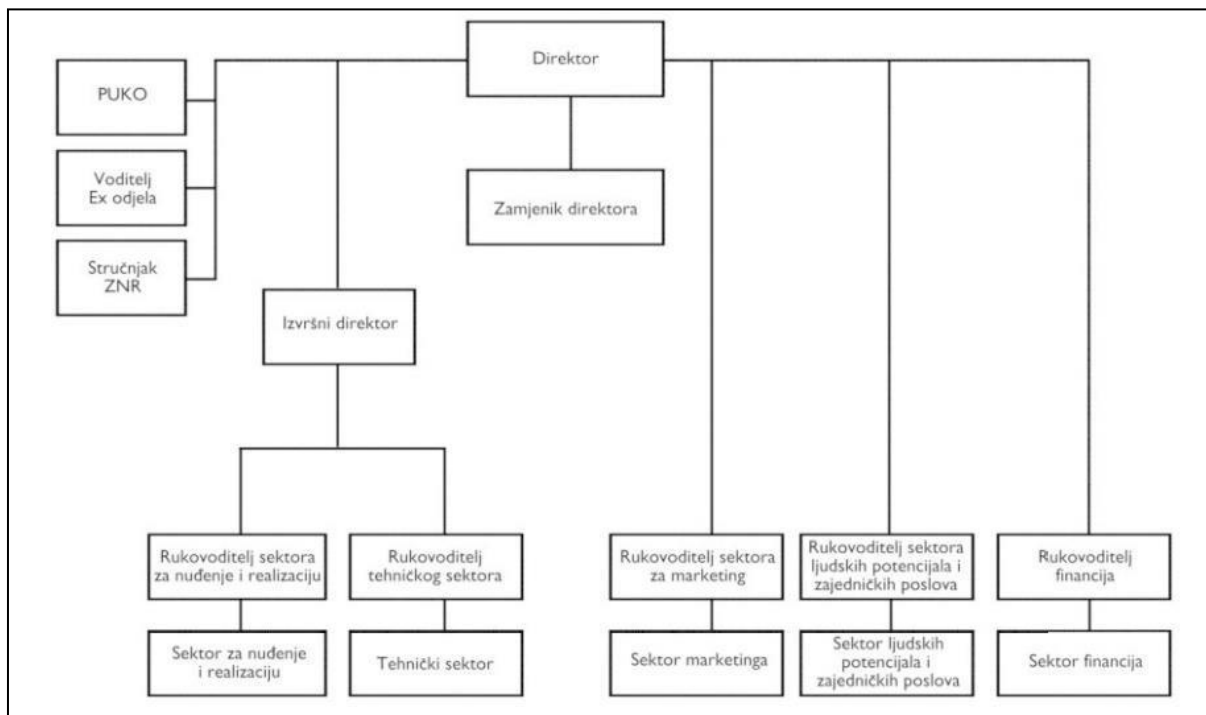 Direktor
PUKO
Voditelj
Ex odjela
Zamjenik direktora
Stručnjak
ZNR
Izvršni direktor
Rukovoditelj sektora
za nuđenje i realizaciju
Rukovoditelj
tehničkog sektora
Rukovoditelj sektora
za marketing
Rukovoditelj sektora
ljudskih potencijala i
zajedničkih poslova
Rukovoditelj
financija
Sektor za nuđenje
i realizaciju
Tehnički sektor
Sektor marketinga
Sektor ljudskih
potencijala i
zajedničkih poslova
Sektor financija